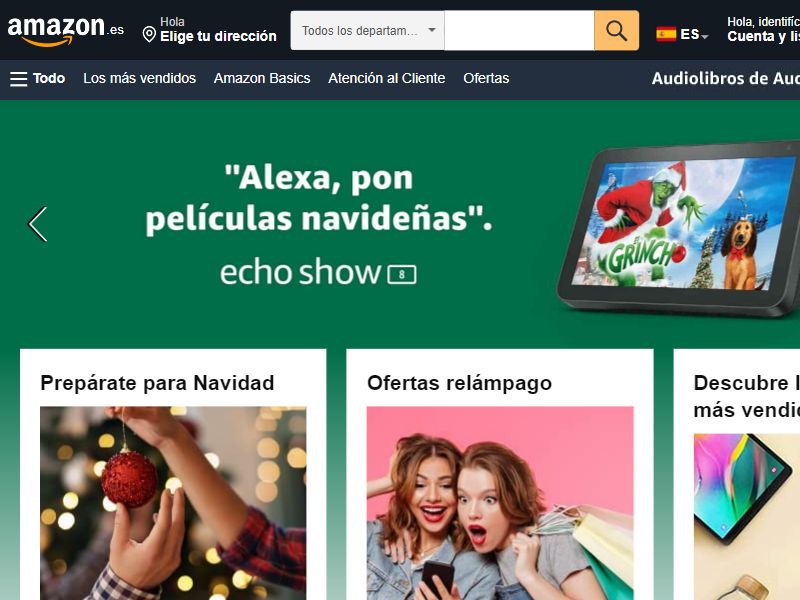 amazon.es
Hola
Elige tu dirección
Todos los departam...
ES
Hola, identific
Cuenta y lis
Todo
Los más vendidos
Amazon Basics
Atención al Cliente
Ofertas
Audiolibros de Aud
"Alexa, pon
películas navideñas".
echo show 8
EL
GRINCH
Prepárate para Navidad
Ofertas relámpago
Descubre l
más vendid